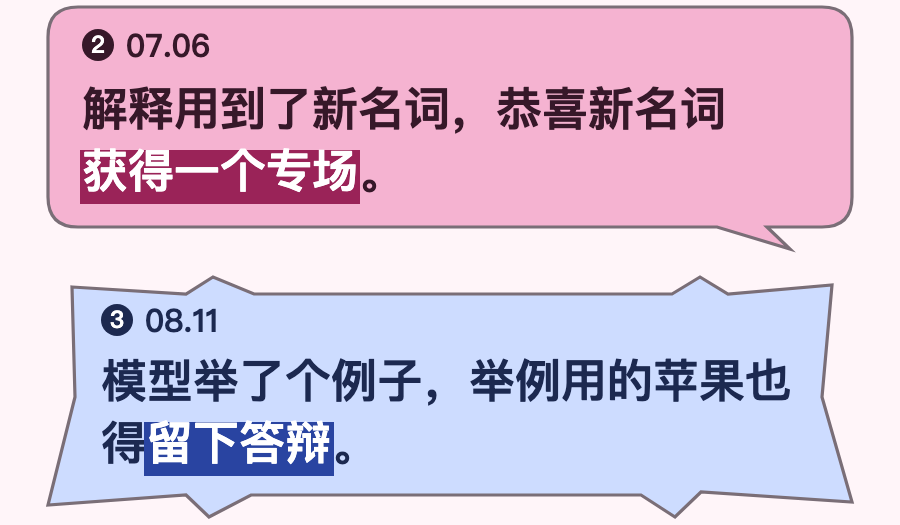 2 07.06
解释用到了新名词，恭喜新名词
获得一个专场。
3 08.11
模型举了个例子，举例用的苹果也
得留下答辩。